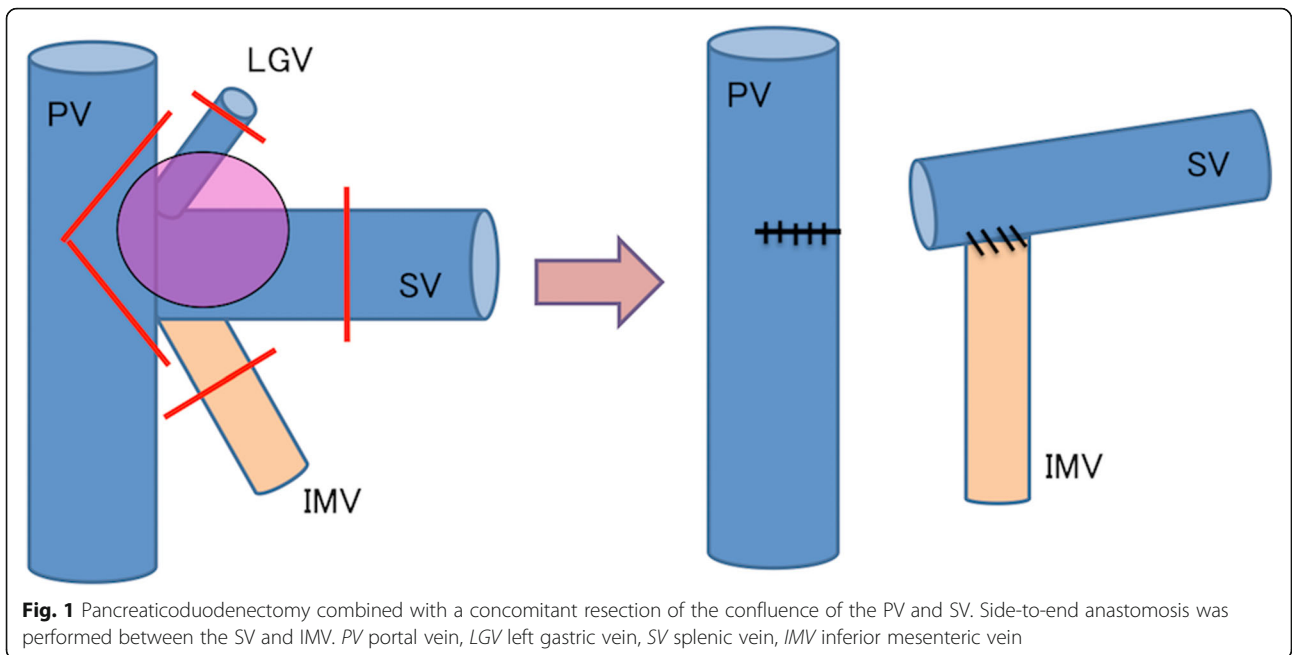 LGV
PV
SV
IMV
PV
SV
IMV
Fig. 1 Pancreaticoduodenectomy combined with a concomitant resection of the confluence of the PV and SV. Side-to-end anastomosis was
performed between the SV and IMV. PV portal vein, LGV left gastric vein, SV splenic vein, IMV inferior mesenteric vein